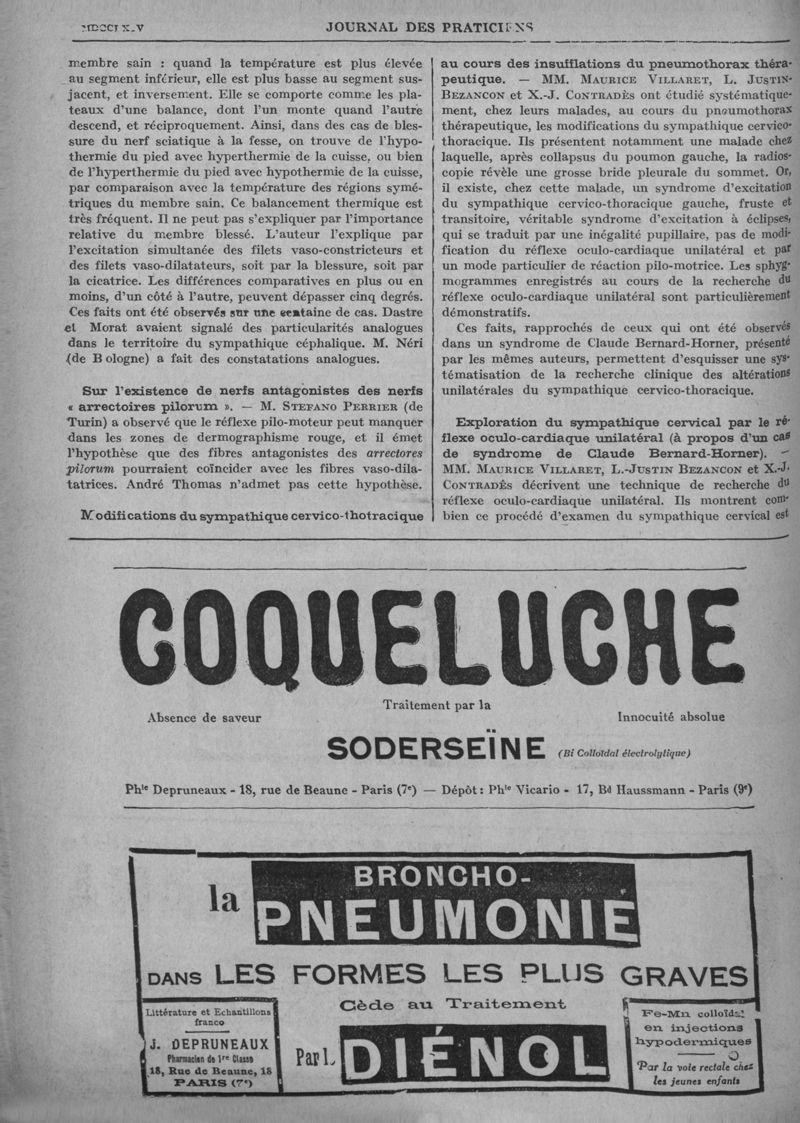 JOURNAL DES PRATICIENS
membre sain : quand la température est plus élevée
au segment inférieur, elle est plus basse au segment sus-
jacent, et inversement. Elle se comporte comme les pla-
teaux d'une balance, dont l'un monte quand l'autre
descend, et réciproquement. Ainsi, dans des cas de bles-
sure du nerf sciatique à la fesse, on trouve de l'hypo-
thermie du pied avec hyperthermie de la cuisse, ou bien
de l'hyperthermie du pied avec hypothermie de la cuisse,
par comparaison avec la température des régions symé-
triques du membre sain. Ce balancement thermique est
très fréquent. Il ne peut pas s'expliquer par l'importance
relative du membre blessé. L'auteur l'explique par
l'excitation simultanée des filets vaso-constricteurs et
des filets vaso-dilatateurs, soit par la blessure, soit par
la cicatrice. Les différences comparatives en plus ou en
moins, d'un côté à l'autre, peuvent dépasser cinq degrés.
Ces faits ont été observés sur une centaine de cas. Dastre
et Morat avaient signalé des particularités analogues
dans le territoire du sympathique céphalique. M. Néri
(de Bologne) a fait des constatations analogues.
Sur l'existence de nerfs antagonistes des nerfs
« arrectoires pilorum ». — M. STEFANO PERRIER (de
Turin) a observé que le réflexe pilo-moteur peut manquer
dans les zones de dermographisme rouge, et il émet
l'hypothèse que des fibres antagonistes des arrectores
pilorum pourraient coïncider avec les fibres vaso-dila-
tatrices. André Thomas n'admet pas cette hypothèse.
Modifications du sympathique cervico-thotracique
au cours des insufflations du pneumothorax théra-
peutique. — MM. MAURICE VILLARET, L. JUSTIN-
BEZANCON et X.-J. CONTRADÈS ont étudié systématique-
ment, chez leurs malades, au cours du pneumothorax
thérapeutique, les modifications du sympathique cervico-
thoracique. Ils présentent notamment une malade chez
laquelle, après collapsus du poumon gauche, la radios-
copie révèle une grosse bride pleurale du sommet. Or,
il existe, chez cette malade, un syndrome d'excitation
du sympathique cervico-thoracique gauche, fruste et
transitoire, véritable syndrome d'excitation à éclipses,
qui se traduit par une inégalité pupillaire, pas de modi-
fication du réflexe oculo-cardiaque unilatéral et par
un mode particulier de réaction pilo-motrice. Les sphyg-
mogrammes enregistrés au cours de la recherche du
réflexe oculo-cardiaque unilatéral sont particulièrement
démonstratifs.
Ces faits, rapprochés de ceux qui ont été observés
dans un syndrome de Claude Bernard-Horner, présenté
par les mêmes auteurs, permettent d'esquisser une sys-
tématisation de la recherche clinique des altérations
unilatérales du sympathique cervico-thoracique.
Exploration du sympathique cervical par le ré-
flexe oculo-cardiaque unilatéral (à propos d'un cas
de syndrome de Claude Bernard-Horner). —
MM. MAURICE VILLARET, L.-JUSTIN BEZANCON et X.-J.
CONTRADÈS décrivent une technique de recherche du
réflexe oculo-cardiaque unilatéral. Ils montrent com-
bien ce procédé d'examen du sympathique cervical est
COQUELUCHE
Traitement par la
Absence de saveur Innocuité absolue
SODERSEÏNE (Bi Colloïdal électrolytique)
Phie Depruneaux - 18, rue de Beaune - Paris (7e) — Dépôt : Phie Vicario - 17, Bd Haussmann - Paris (9e)
la BRONCHO-
PNEUMONIE
DANS LES FORMES LES PLUS GRAVES
Cède au Traitement
Littérature et Echantillons
franco
J. DEPRUNEAUX
Pharmacien de 1re Classe
18, Rue de Beaune, 18
PARIS (7e)
Par L DIÉNOL
Fe-Mn colloïdal
en injections
hypodermiques
Par la voie rectale chez
les jeunes enfants